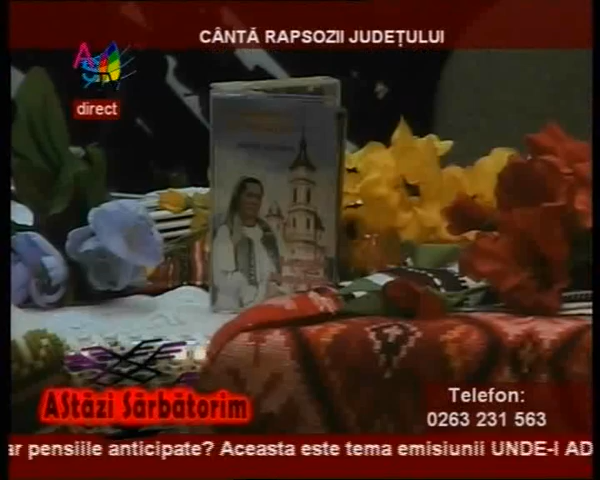 CÂNTĂ RAPSOZII JUDEȚULUI
direct
AStăzi Sărbătorim
Telefon:
0263 231 563
ar pensiile anticipate? Aceasta este tema emisiunii UNDE-I AD